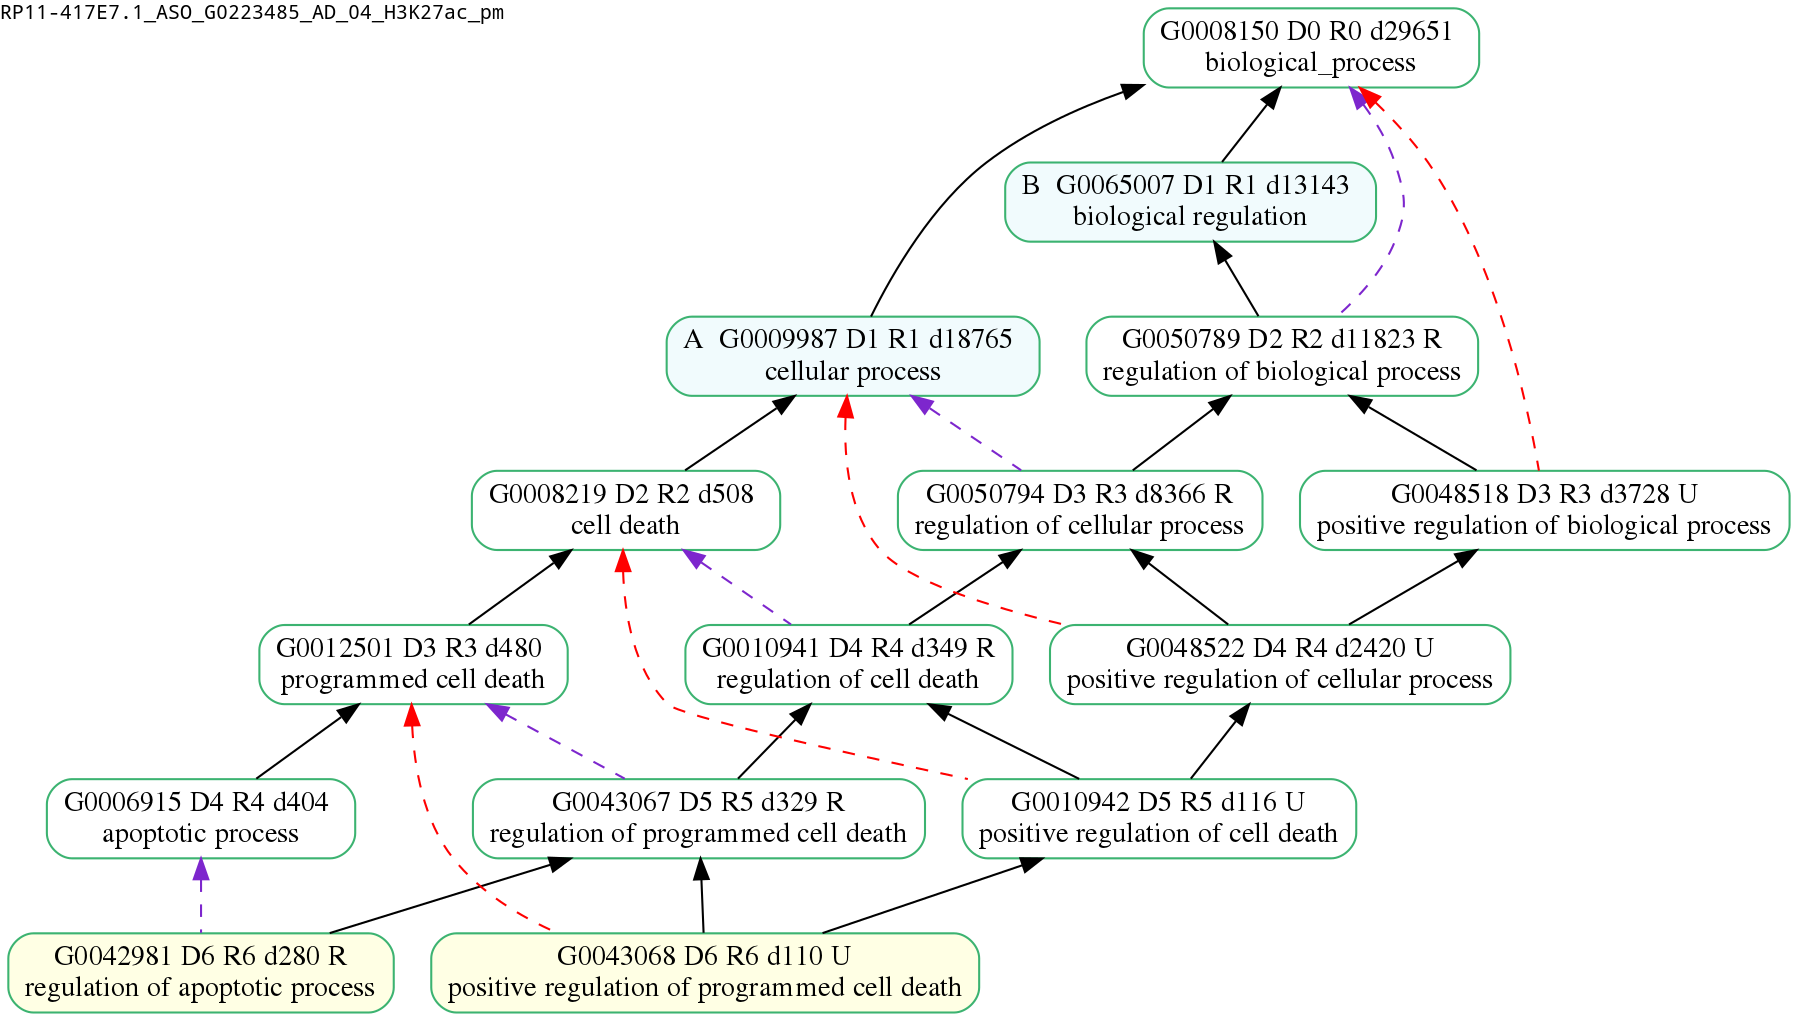 RP11-417E7.1_ASO_G0223485_AD_04_H3K27ac_pm
G0008150 D0 R0 d29651
biological_process
B G0065007 D1 R1 d13143
biological regulation
A G0009987 D1 R1 d18765
cellular process
G0050789 D2 R2 d11823 R
regulation of biological process
G0008219 D2 R2 d508
cell death
G0050794 D3 R3 d8366 R
regulation of cellular process
G0048518 D3 R3 d3728 U
positive regulation of biological process
G0012501 D3 R3 d480
programmed cell death
G0010941 D4 R4 d349 R
regulation of cell death
G0048522 D4 R4 d2420 U
positive regulation of cellular process
G0006915 D4 R4 d404
apoptotic process
G0043067 D5 R5 d329 R
regulation of programmed cell death
G0010942 D5 R5 d116 U
positive regulation of cell death
G0042981 D6 R6 d280 R
regulation of apoptotic process
G0043068 D6 R6 d110 U
positive regulation of programmed cell death